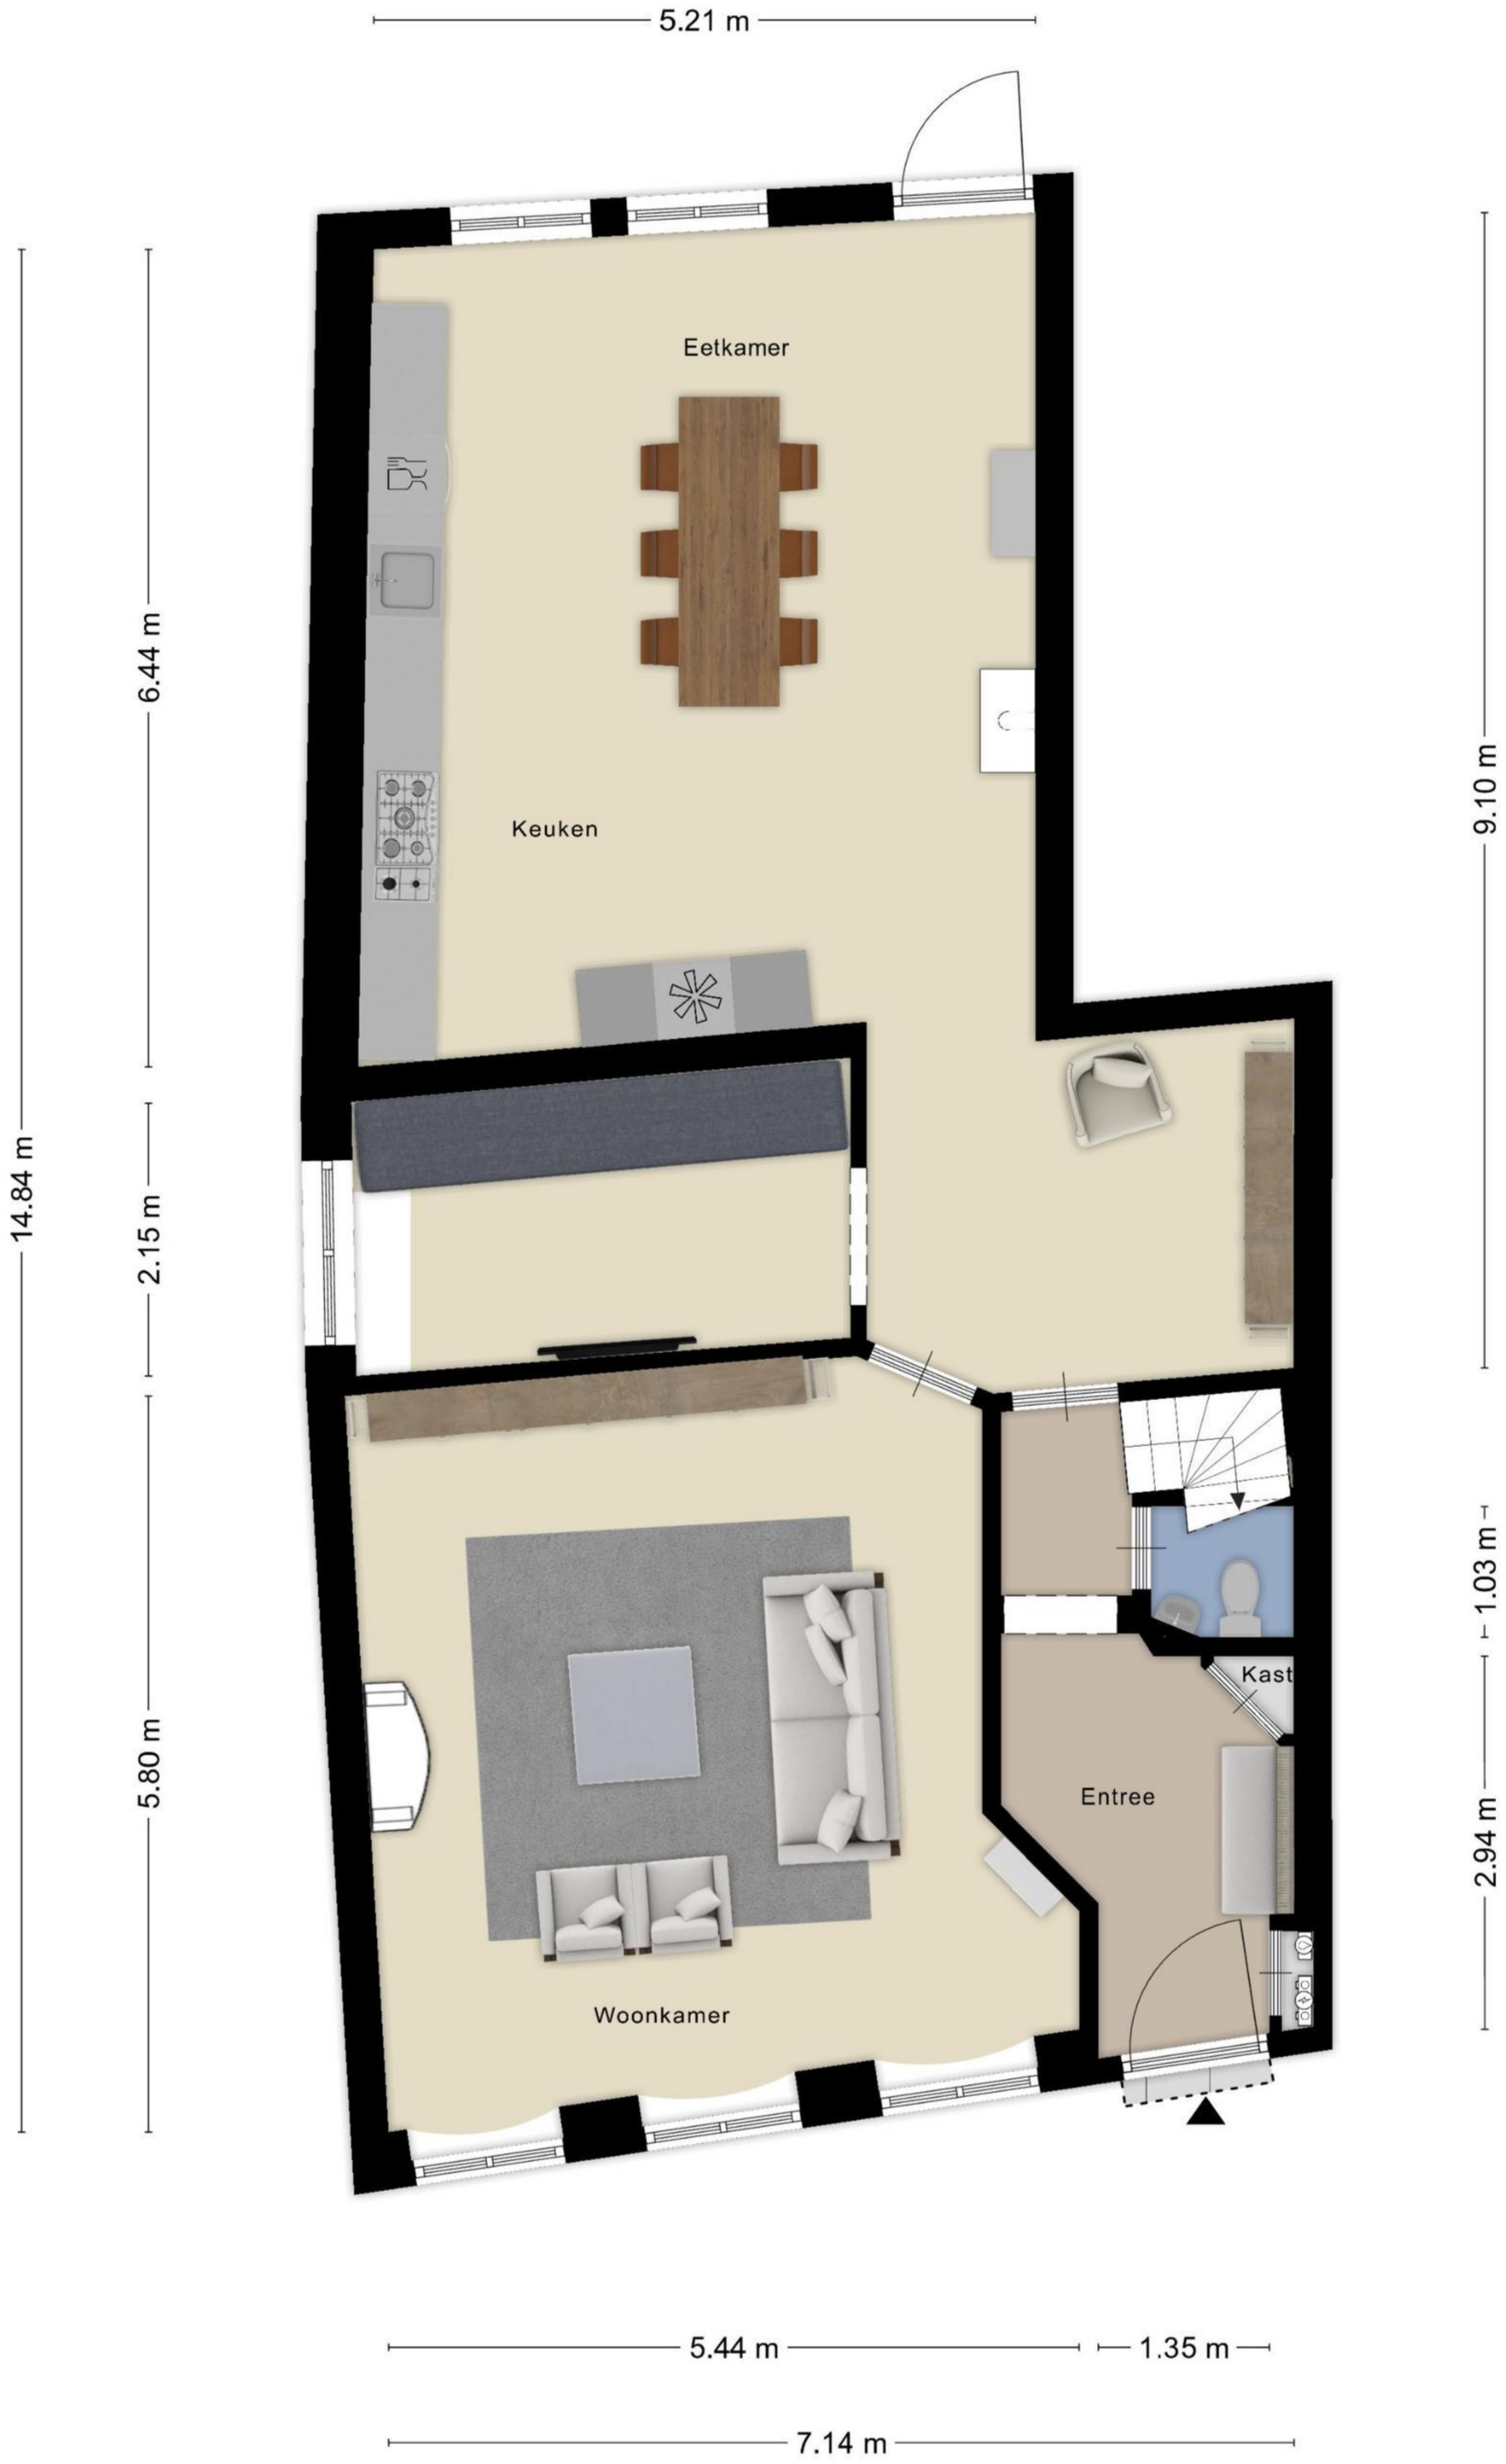 5.21 m
Eetkamer
6.44 m
9.10 m
Keuken
14.84 m
2.15 m
1.03 m
Kast
5.80 m
Entree
2.94 m
Woonkamer
5.44 m
1.35 m
7.14 m